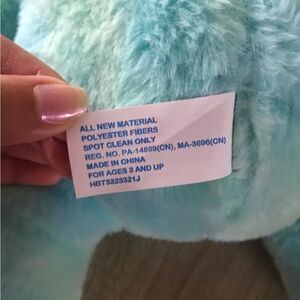 ALL NEW MATERIAL
POLYESTER FIBERS
SPOT CLEAN ONLY
REG. NO. PA-14889(CN), MA-3696(CN)
MADE IN CHINA
FOR AGES 3 AND UP
HBT3323321J